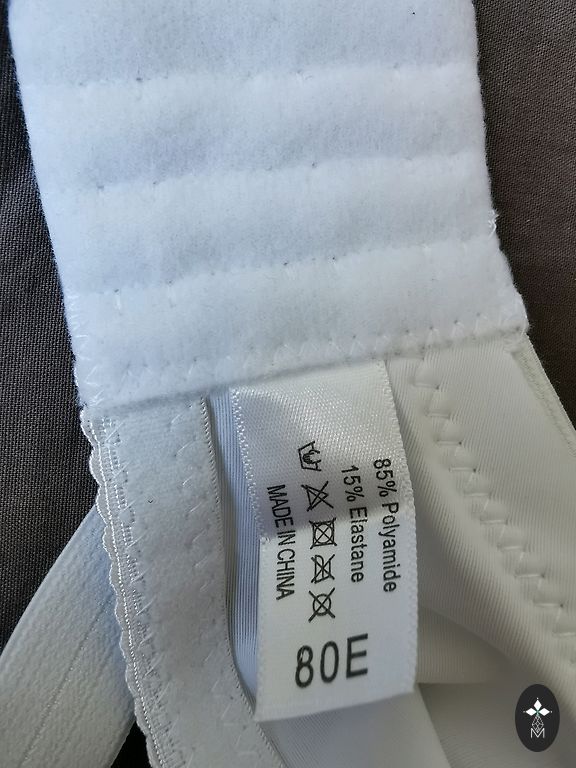 85% Polyamide
15% Elastane
MADE IN CHINA
80E
M